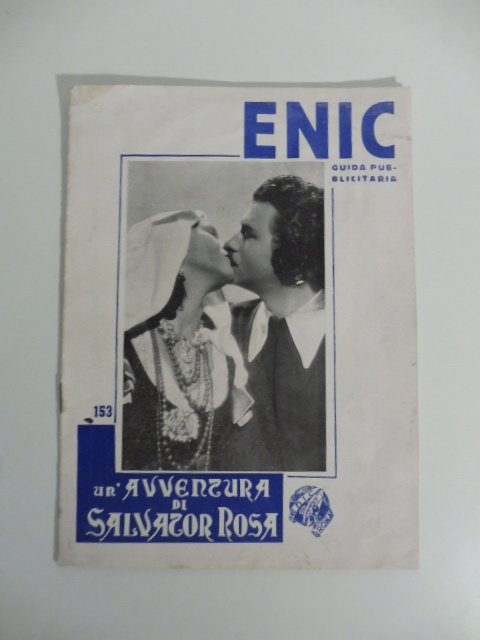 ENIC
GUIDA PUB-
BLICITARIA
153
un'AVVENTURA
DI
SALVATOR ROSA